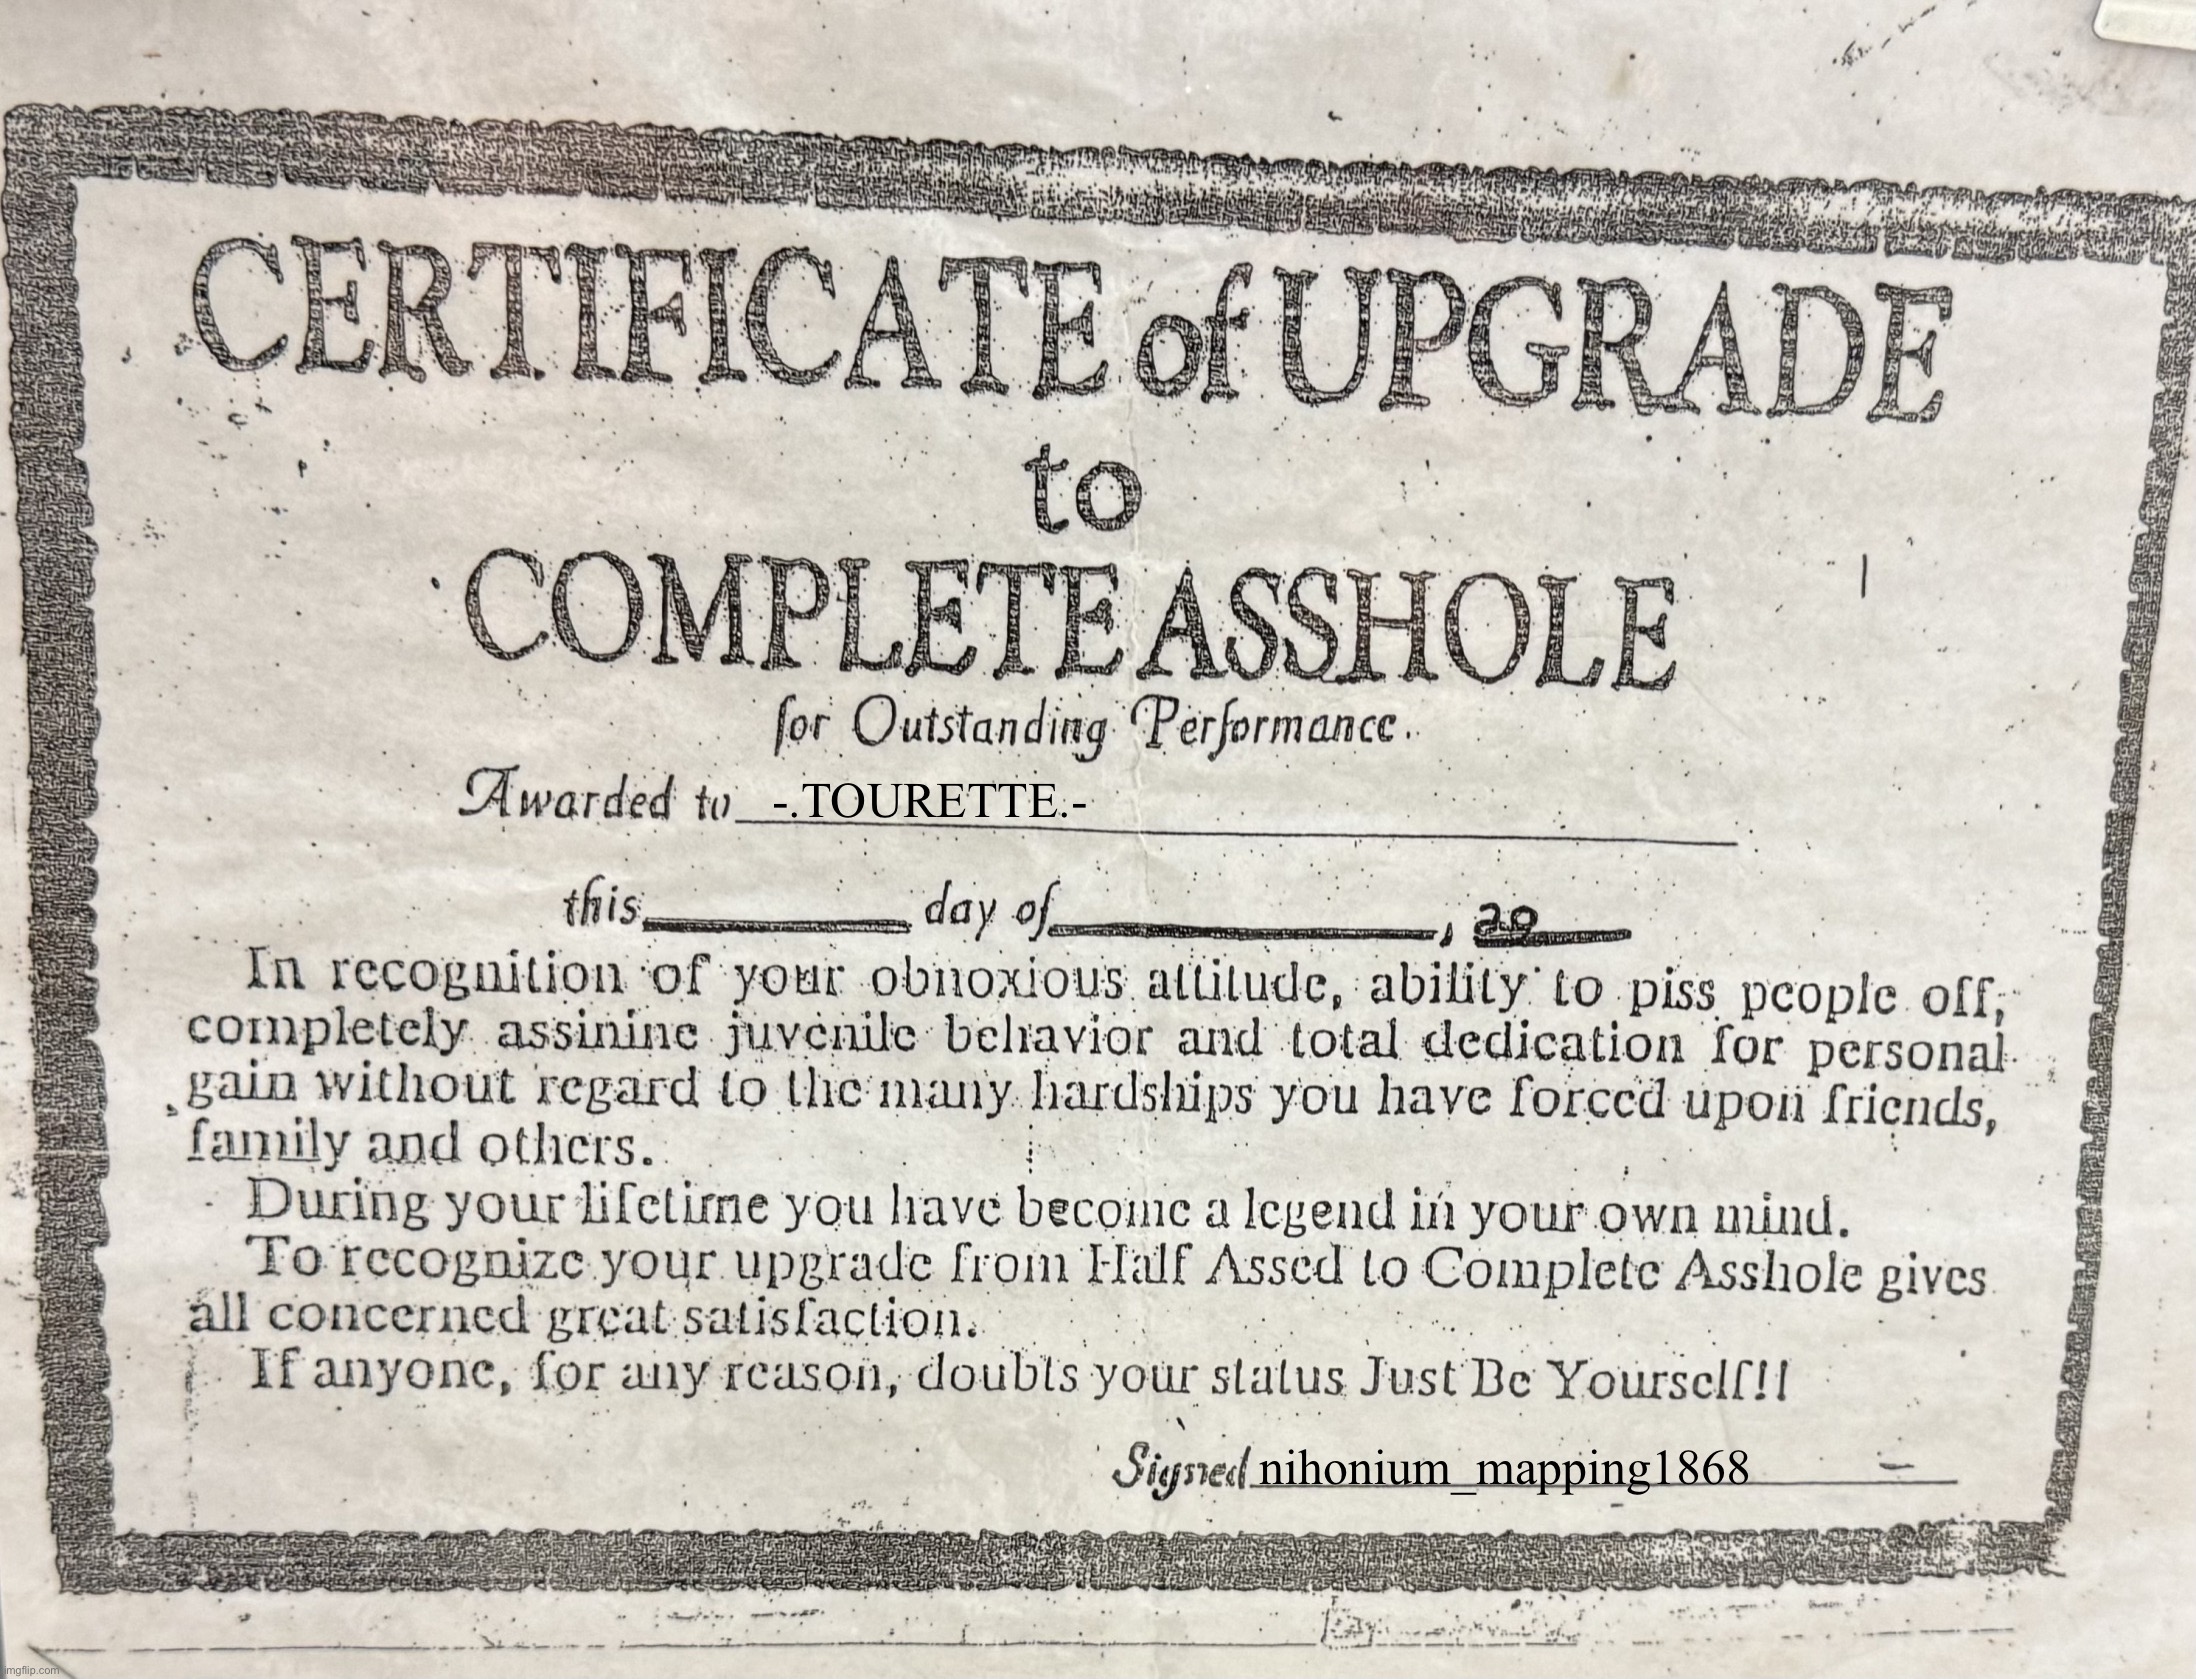 CERTIFICATE of UPGRADE
to
COMPLETE ASSHOLE
for Outstanding Performance.
Awarded to -.TOURETTE.-
this ________ day of ____________, 20____
In recognition of your obnoxious attitude, ability to piss people off,
completely assinine juvenile behavior and total dedication for personal
gain without regard to the many hardships you have forced upon friends,
family and others.
During your lifetime you have become a legend in your own mind.
To recognize your upgrade from Half Assed to Complete Asshole gives
all concerned great satisfaction.
If anyone, for any reason, doubts your status Just Be Yourself!!
Signed nihonium_mapping1868
imgflip.com